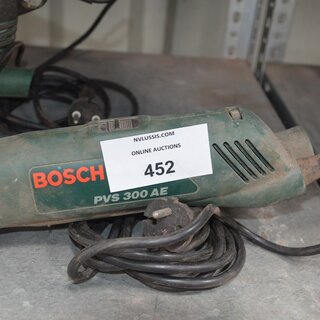 NVLUSSIS.COM
ONLINE AUCTIONS
452
BOSCH
PVS 300 AE